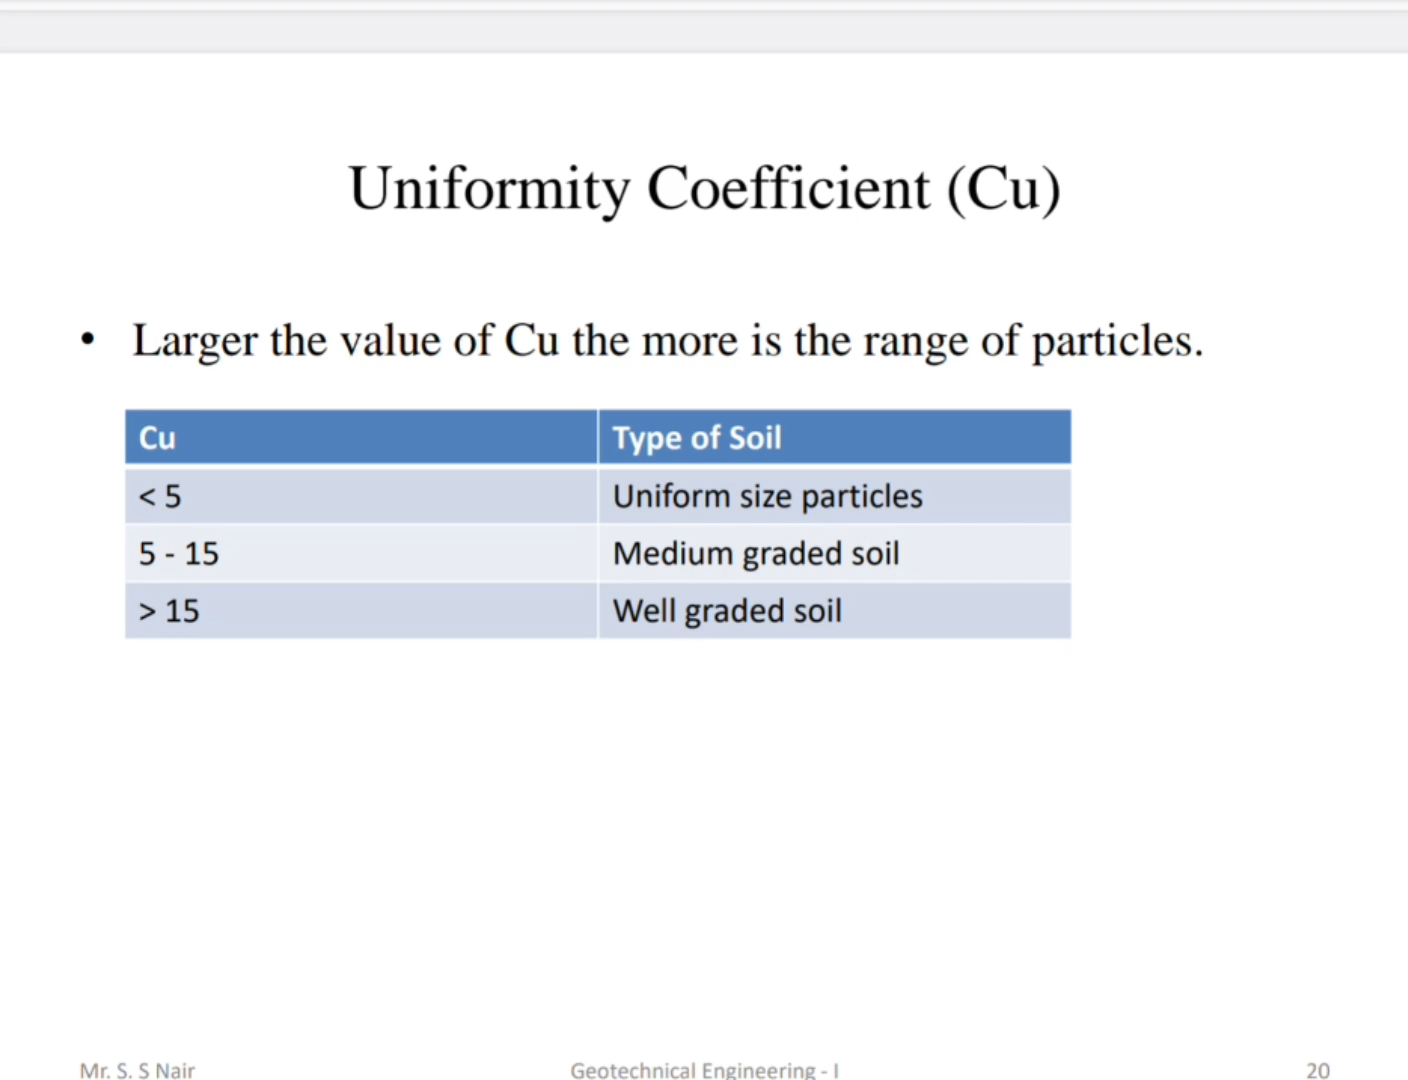 Uniformity Coefficient (Cu)
• Larger the value of Cu the more is the range of particles.
Cu Type of Soil
< 5 Uniform size particles
5 - 15 Medium graded soil
> 15 Well graded soil
Mr. S. S Nair Geotechnical Engineering - I 20